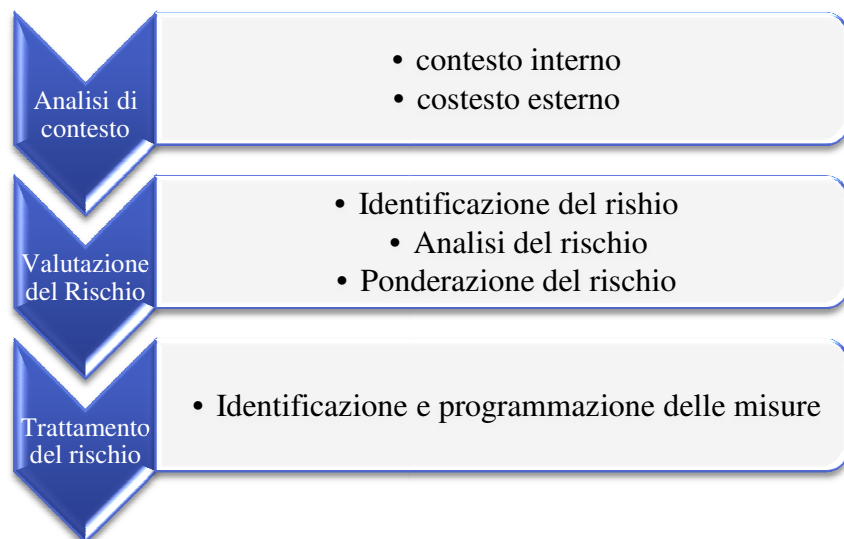 Analisi di
contesto
• contesto interno
• costesto esterno
Valutazione
del Rischio
• Identificazione del rishio
• Analisi del rischio
• Ponderazione del rischio
Trattamento
del rischio
• Identificazione e programmazione delle misure